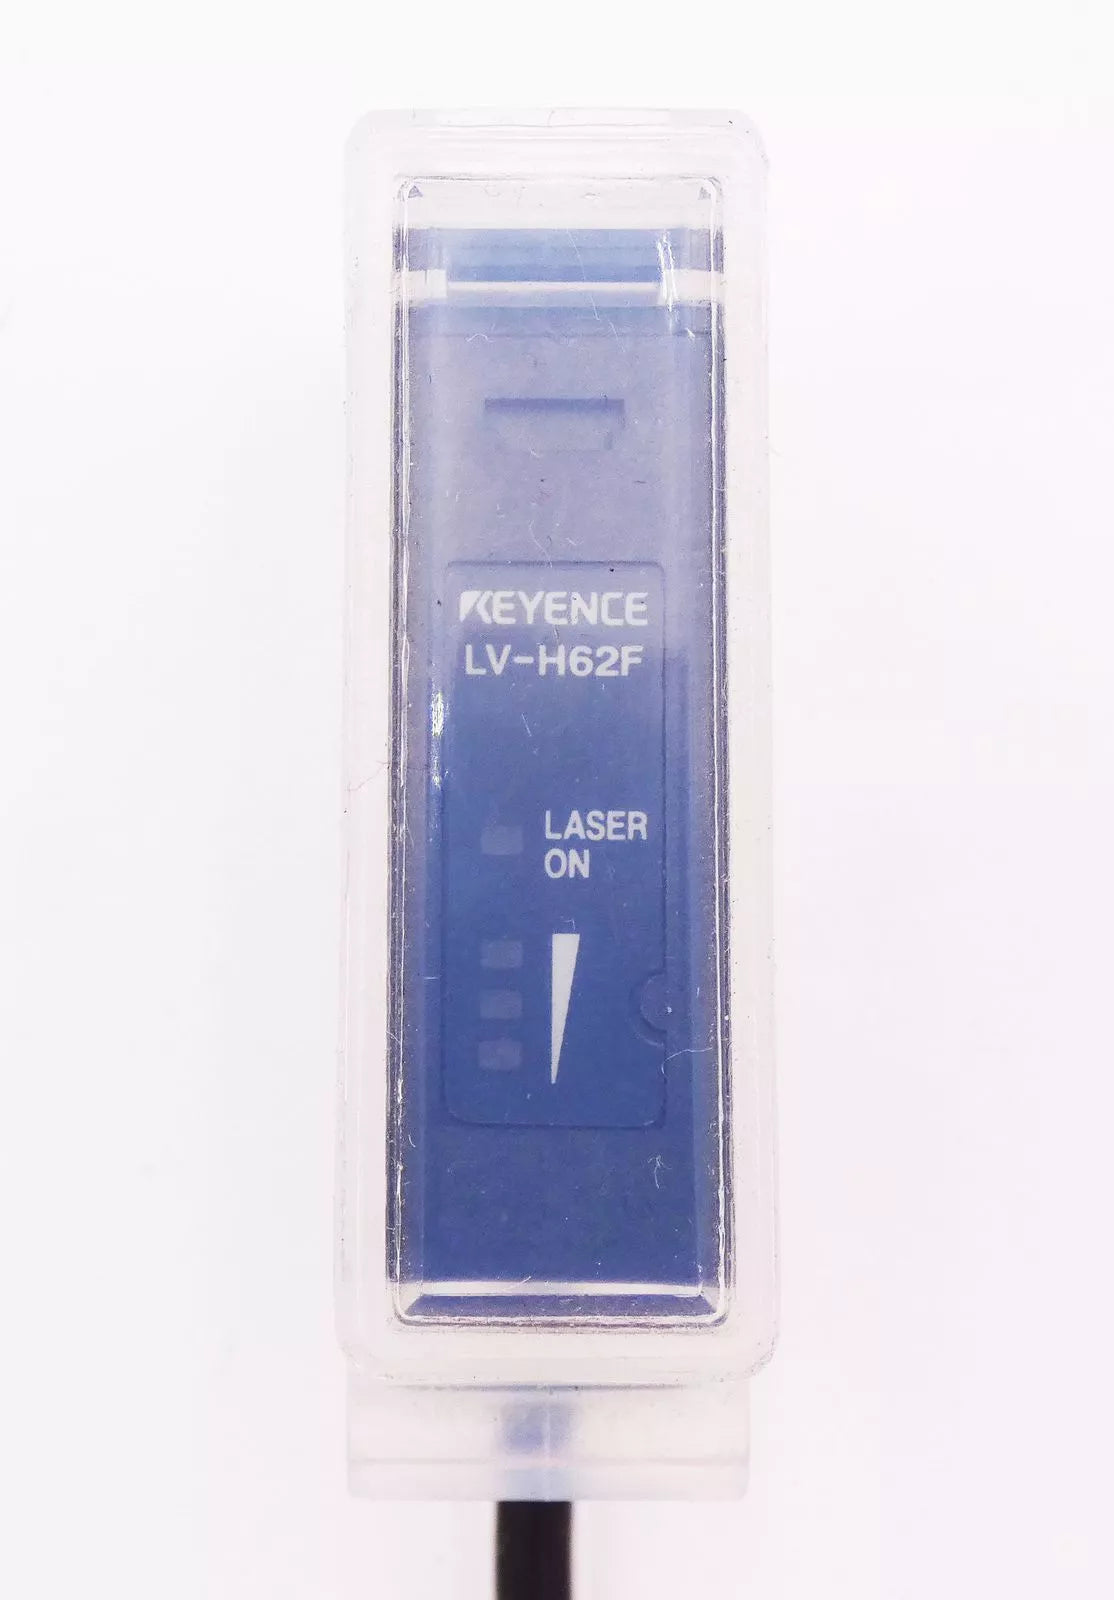 KEYENCE
LV-H62F
LASER
ON